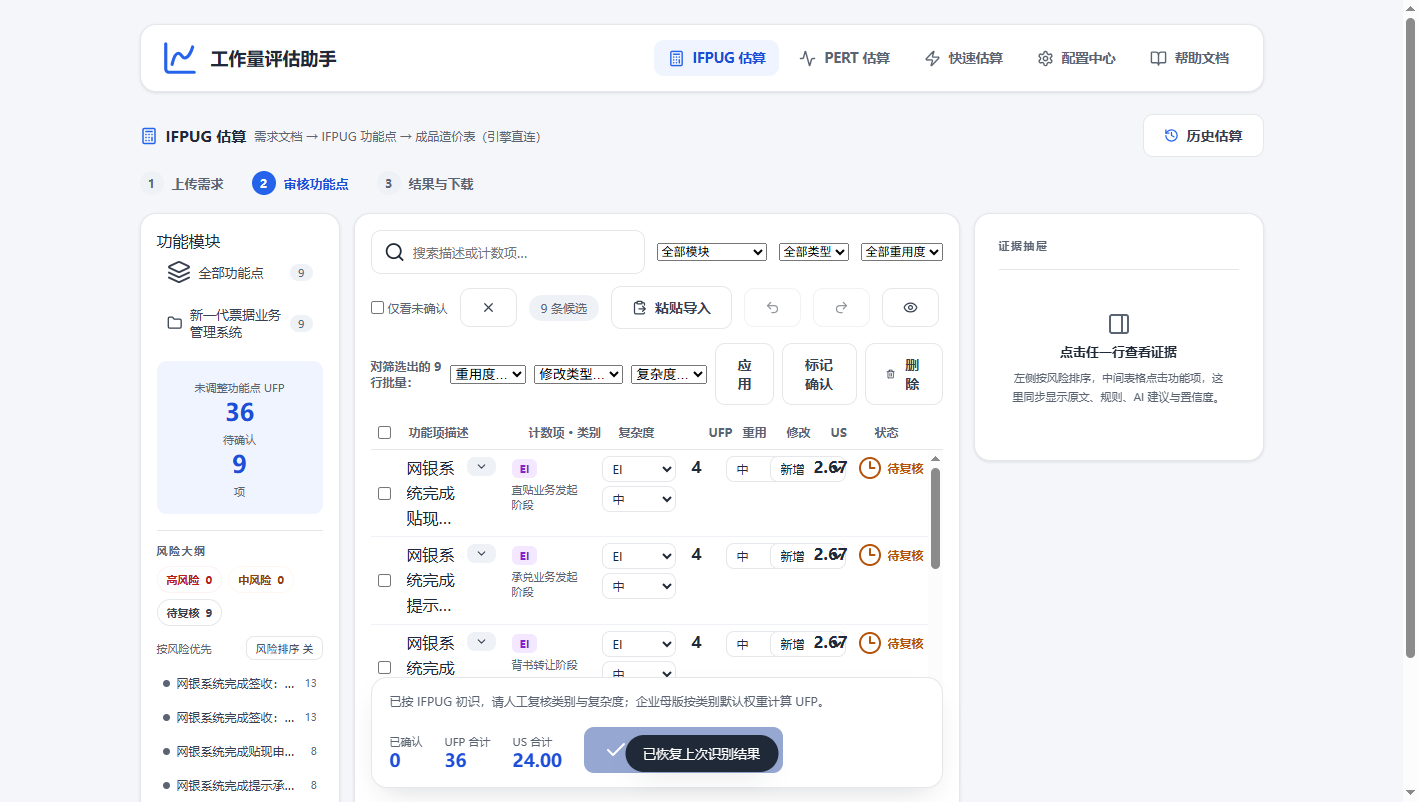 工作量评估助手
IFPUG 估算
PERT 估算
快速估算
配置中心
帮助文档
IFPUG 估算 需求文档 → IFPUG 功能点 → 成品造价表（引擎直连）
历史估算
1 上传需求
2 审核功能点
3 结果与下载
功能模块
全部功能点 9
新一代票据业务
管理系统 9
未调整功能点 UFP
36
待确认
9
项
风险大纲
高风险 0
中风险 0
待复核 9
按风险优先
风险排序 关
网银系统完成签收：... 13
网银系统完成签收：... 13
网银系统完成贴现申... 8
网银系统完成提示承... 8
搜索描述或计数项...
全部模块
全部类型
全部重用度
仅看未确认
9 条候选
粘贴导入
对筛选出的 9
行批量：
重用度...
修改类型...
复杂度...
应
用
标记
确认
删
除
功能项描述 计数项・类别 复杂度 UFP 重用 修改 US 状态
网银系
统完成
贴现...
EI
直贴业务发起
阶段
EI
中
4
中
新增
2.67
待复核
网银系
统完成
提示...
EI
承兑业务发起
阶段
EI
中
4
中
新增
2.67
待复核
网银系
统完成
EI
背书转让阶段
EI
中
4
中
新增
2.67
待复核
已按 IFPUG 初识，请人工复核类别与复杂度；企业母版按类别默认权重计算 UFP。
已确认
0
UFP 合计
36
US 合计
24.00
已恢复上次识别结果
证据抽屉
点击任一行查看证据
左侧按风险排序，中间表格点击功能项，这
里同步显示原文、规则、AI 建议与置信度。